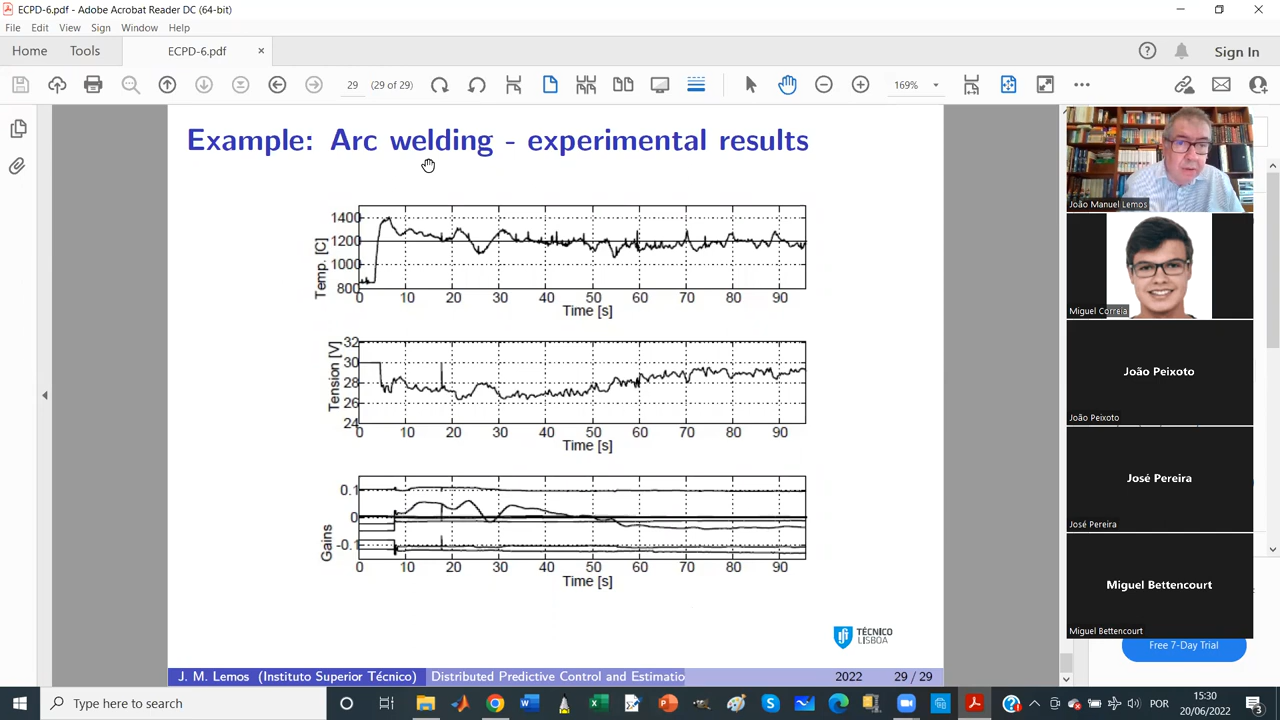 ECPD-6.pdf - Adobe Acrobat Reader DC (64-bit)
File Edit View Sign Window Help
Home Tools ECPD-6.pdf × Sign In
29 (29 of 29) 169%
Example: Arc welding - experimental results
Temp. [C]
1400
1200
1000
800
0 10 20 30 40 50 60 70 80 90
Time [s]
Tension [V]
32
30
28
26
24
0 10 20 30 40 50 60 70 80 90
Time [s]
Gains
0.1
0
-0.1
0 10 20 30 40 50 60 70 80 90
Time [s]
TÉCNICO
LISBOA
J. M. Lemos (Instituto Superior Técnico) Distributed Predictive Control and Estimatio 2022 29 / 29
João Manuel Lemos
Miguel Correia
João Peixoto
João Peixoto
José Pereira
José Pereira
Miguel Bettencourt
Miguel Bettencourt
Free 7-Day Trial
Type here to search
POR
15:30
20/06/2022
3